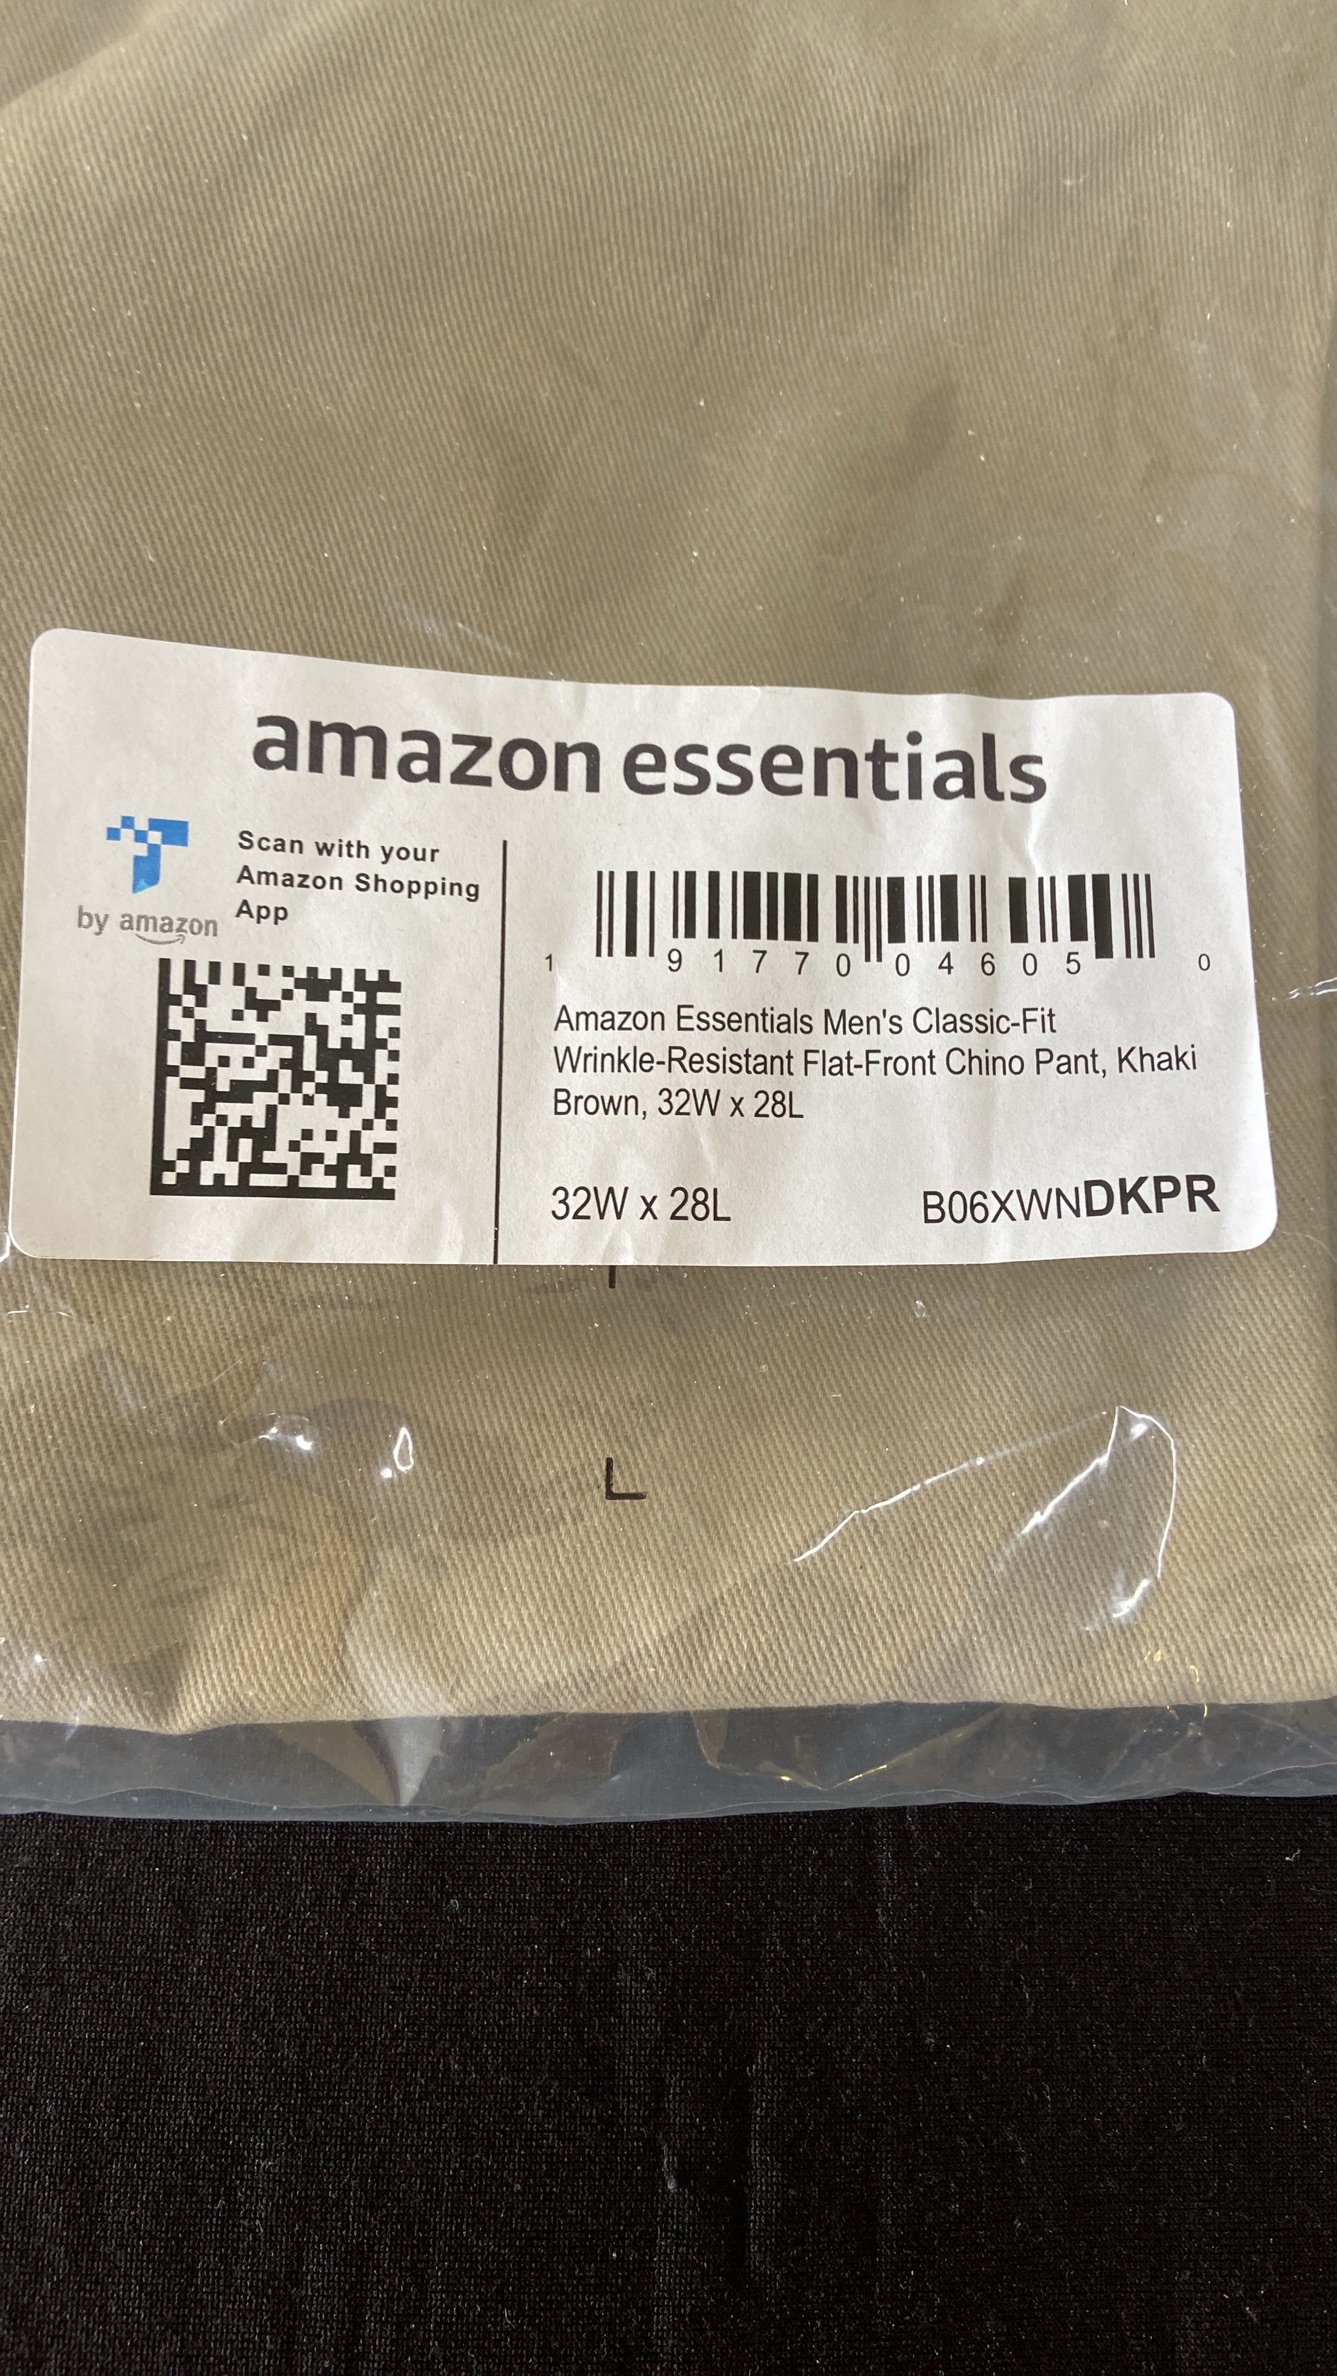 amazon essentials
by amazon
Scan with your
Amazon Shopping
App
1 91770 04605 0
Amazon Essentials Men's Classic-Fit
Wrinkle-Resistant Flat-Front Chino Pant, Khaki
Brown, 32W x 28L
32W x 28L
B06XWNDKPR
L